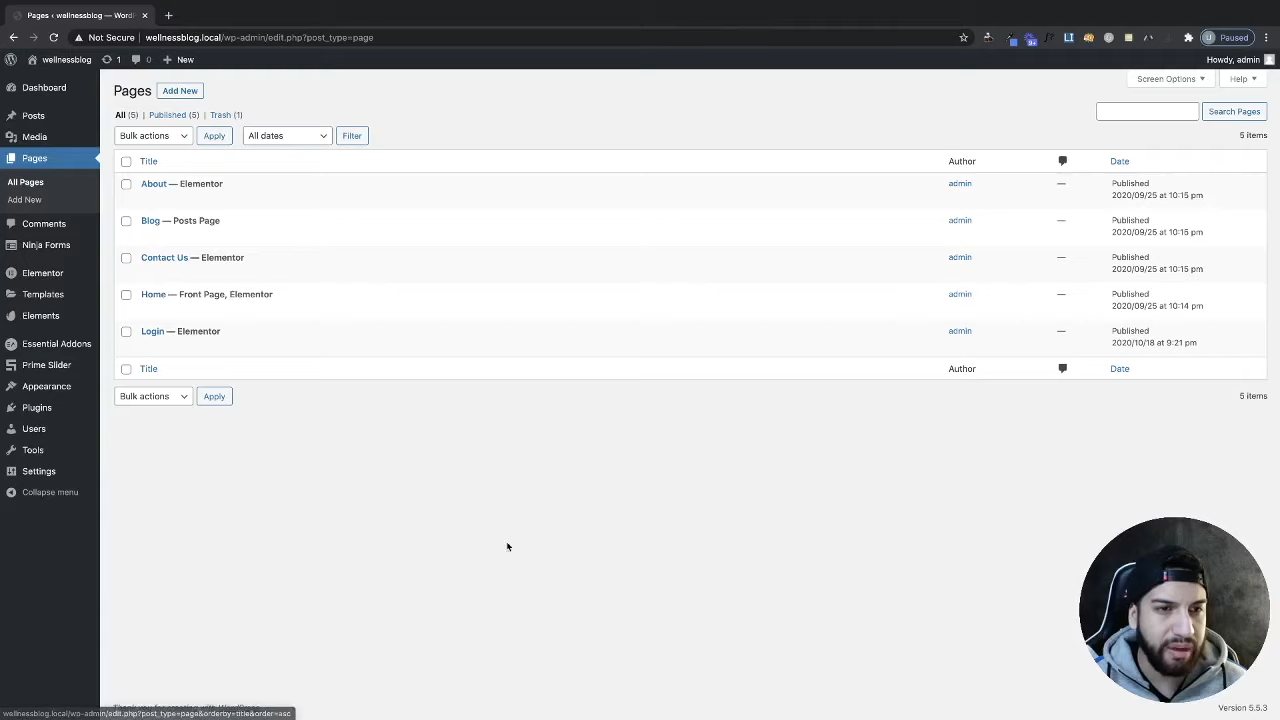 Pages ‹ wellnessblog — WordPr
Not Secure | wellnessblog.local/wp-admin/edit.php?post_type=page
Paused
wellnessblog 1 0 New
Howdy, admin
Dashboard
Posts
Media
Pages
All Pages
Add New
Comments
Ninja Forms
Elementor
Templates
Elements
Essential Addons
Prime Slider
Appearance
Plugins
Users
Tools
Settings
Collapse menu
Screen Options Help
Pages Add New
All (5) | Published (5) | Trash (1)
Search Pages
Bulk actions Apply All dates Filter
5 items
Title Author Date
About — Elementor admin — Published
2020/09/25 at 10:15 pm
Blog — Posts Page admin — Published
2020/09/25 at 10:15 pm
Contact Us — Elementor admin — Published
2020/09/25 at 10:15 pm
Home — Front Page, Elementor admin — Published
2020/09/25 at 10:14 pm
Login — Elementor admin — Published
2020/10/18 at 9:21 pm
Title Author Date
Bulk actions Apply
5 items
wellnessblog.local/wp-admin/edit.php?post_type=page&orderby=title&order=asc
Version 5.5.3